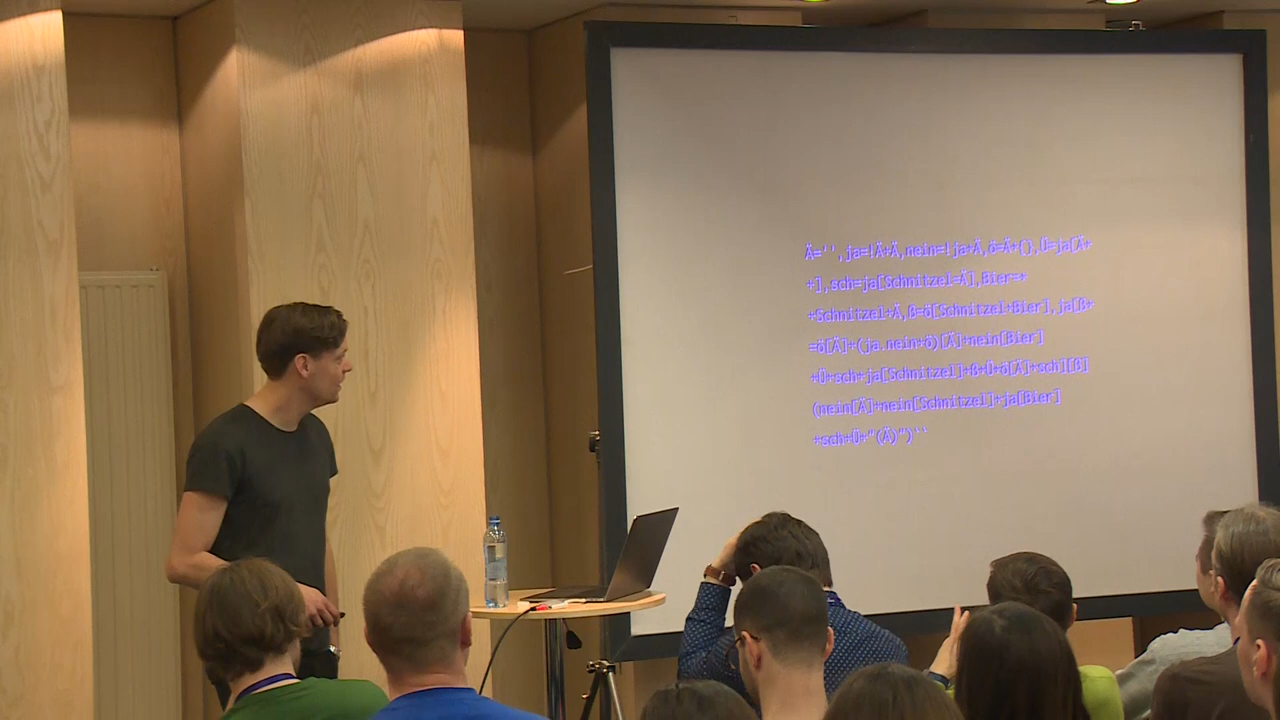 Ä='',ja=!Ä+Ä,nein=!ja+Ä,ö=Ä+{},Ü=ja[Ä+
+],sch=ja[Schnitzel=Ä],Bier=+
+Schnitzel+Ä,ß=ö[Schnitzel+Bier],ja[ß+
=ö[Ä]+(ja.nein+ö)[Ä]+nein[Bier]
+Ü+sch+ja[Schnitzel]+ß+Ü+ö[Ä]+sch][ß]
(nein[Ä]+nein[Schnitzel]+ja[Bier]
+sch+Ü+"(Ä)")``